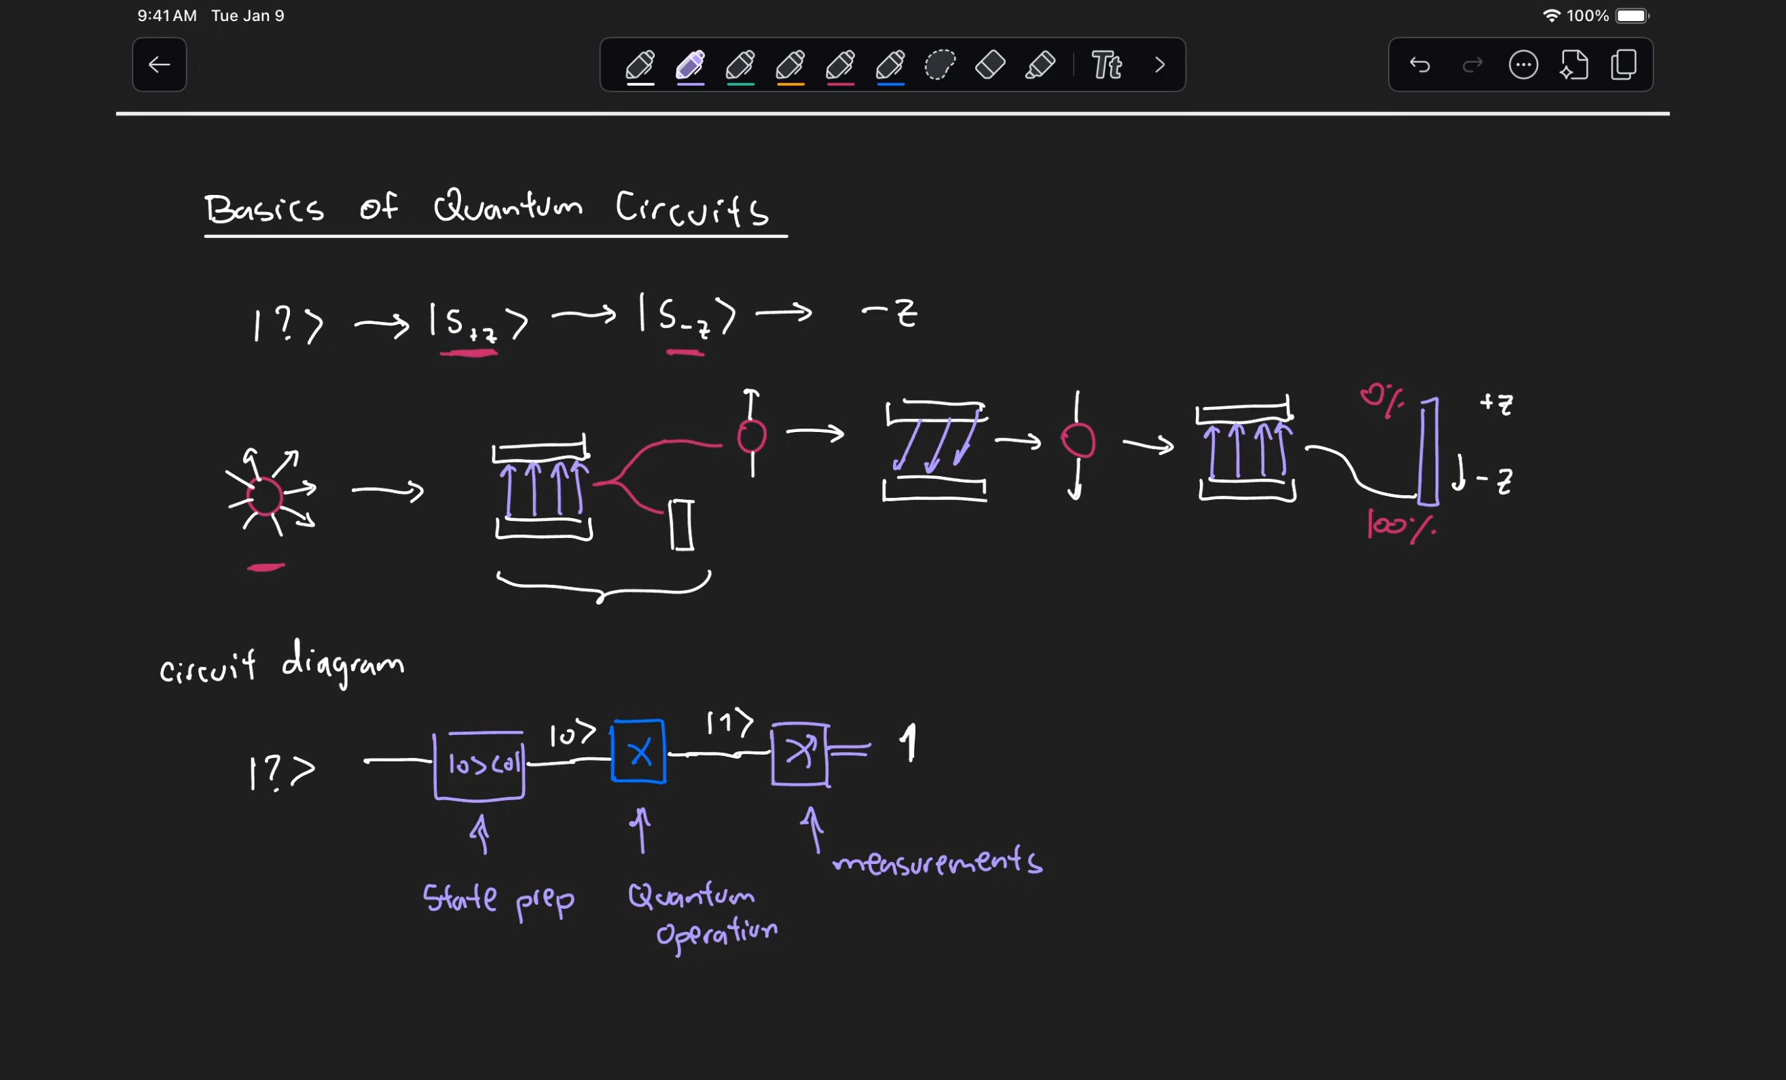 9:41 AM Tue Jan 9
100%
Tt
Basics of Quantum Circuits
|?> → |S+z> → |S-z> → -z
0%
+z
-z
100%
circuit diagram
|?>
|0><0|
|0>
X
|1>
1
State prep
Quantum
Operation
measurements